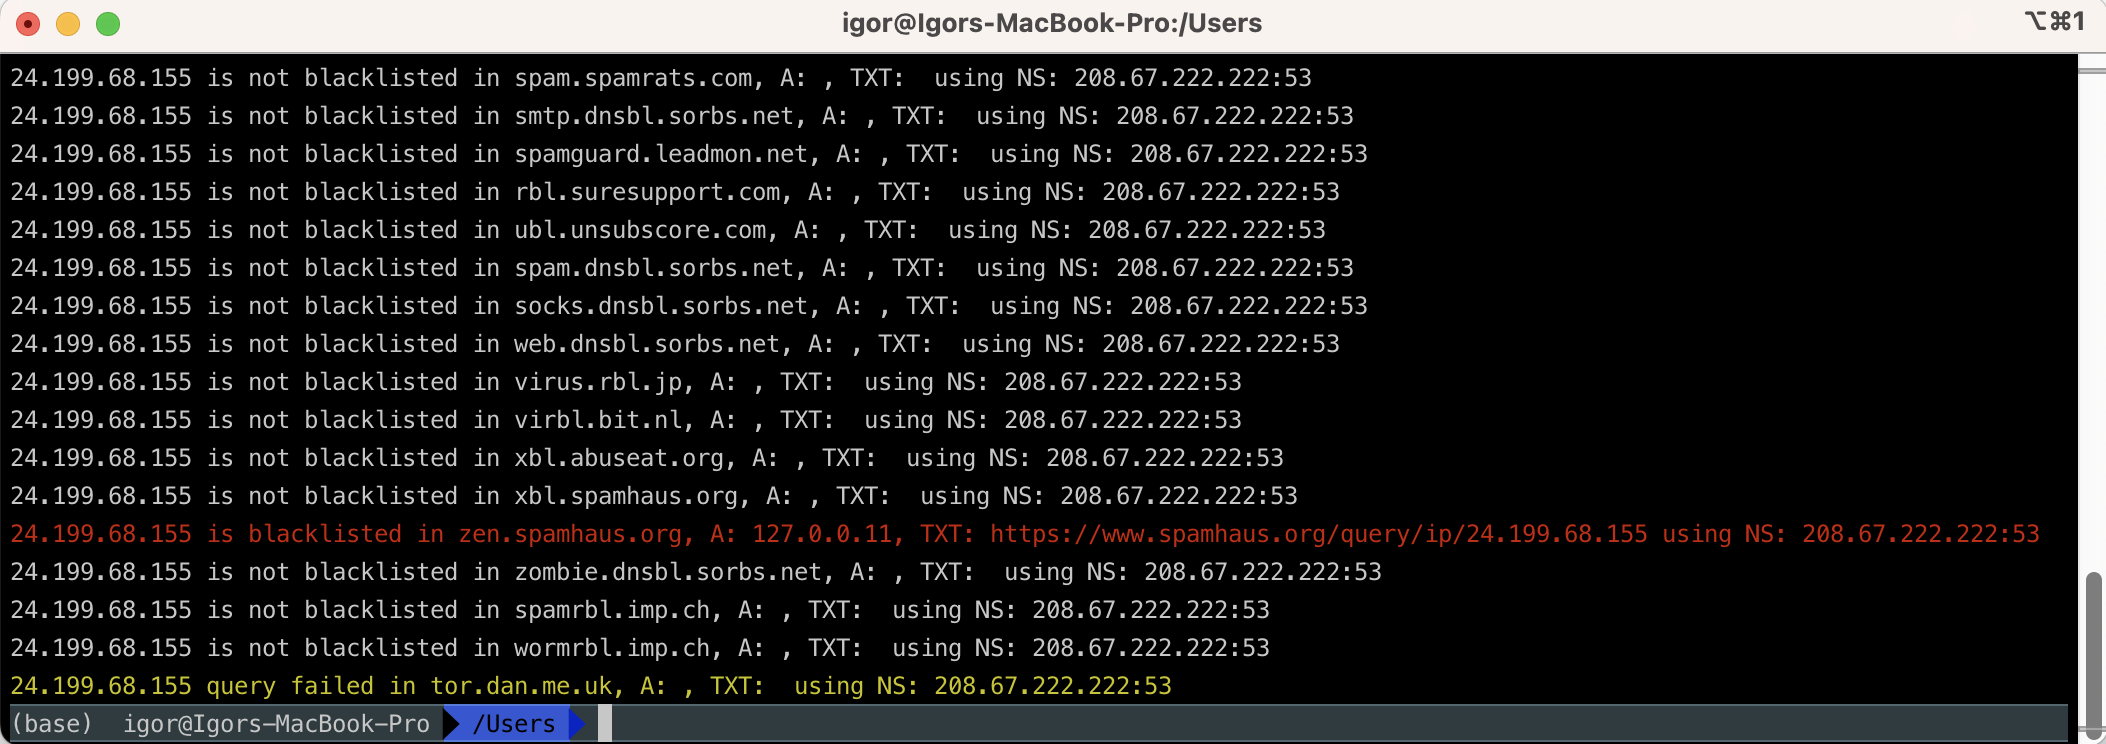 igor@Igors-MacBook-Pro:/Users ⌥⌘1
24.199.68.155 is not blacklisted in spam.spamrats.com, A: , TXT:  using NS: 208.67.222.222:53
24.199.68.155 is not blacklisted in smtp.dnsbl.sorbs.net, A: , TXT:  using NS: 208.67.222.222:53
24.199.68.155 is not blacklisted in spamguard.leadmon.net, A: , TXT:  using NS: 208.67.222.222:53
24.199.68.155 is not blacklisted in rbl.suresupport.com, A: , TXT:  using NS: 208.67.222.222:53
24.199.68.155 is not blacklisted in ubl.unsubscore.com, A: , TXT:  using NS: 208.67.222.222:53
24.199.68.155 is not blacklisted in spam.dnsbl.sorbs.net, A: , TXT:  using NS: 208.67.222.222:53
24.199.68.155 is not blacklisted in socks.dnsbl.sorbs.net, A: , TXT:  using NS: 208.67.222.222:53
24.199.68.155 is not blacklisted in web.dnsbl.sorbs.net, A: , TXT:  using NS: 208.67.222.222:53
24.199.68.155 is not blacklisted in virus.rbl.jp, A: , TXT:  using NS: 208.67.222.222:53
24.199.68.155 is not blacklisted in virbl.bit.nl, A: , TXT:  using NS: 208.67.222.222:53
24.199.68.155 is not blacklisted in xbl.abuseat.org, A: , TXT:  using NS: 208.67.222.222:53
24.199.68.155 is not blacklisted in xbl.spamhaus.org, A: , TXT:  using NS: 208.67.222.222:53
24.199.68.155 is blacklisted in zen.spamhaus.org, A: 127.0.0.11, TXT: https://www.spamhaus.org/query/ip/24.199.68.155 using NS: 208.67.222.222:53
24.199.68.155 is not blacklisted in zombie.dnsbl.sorbs.net, A: , TXT:  using NS: 208.67.222.222:53
24.199.68.155 is not blacklisted in spamrbl.imp.ch, A: , TXT:  using NS: 208.67.222.222:53
24.199.68.155 is not blacklisted in wormrbl.imp.ch, A: , TXT:  using NS: 208.67.222.222:53
24.199.68.155 query failed in tor.dan.me.uk, A: , TXT:  using NS: 208.67.222.222:53
(base)  igor@Igors-MacBook-Pro /Users